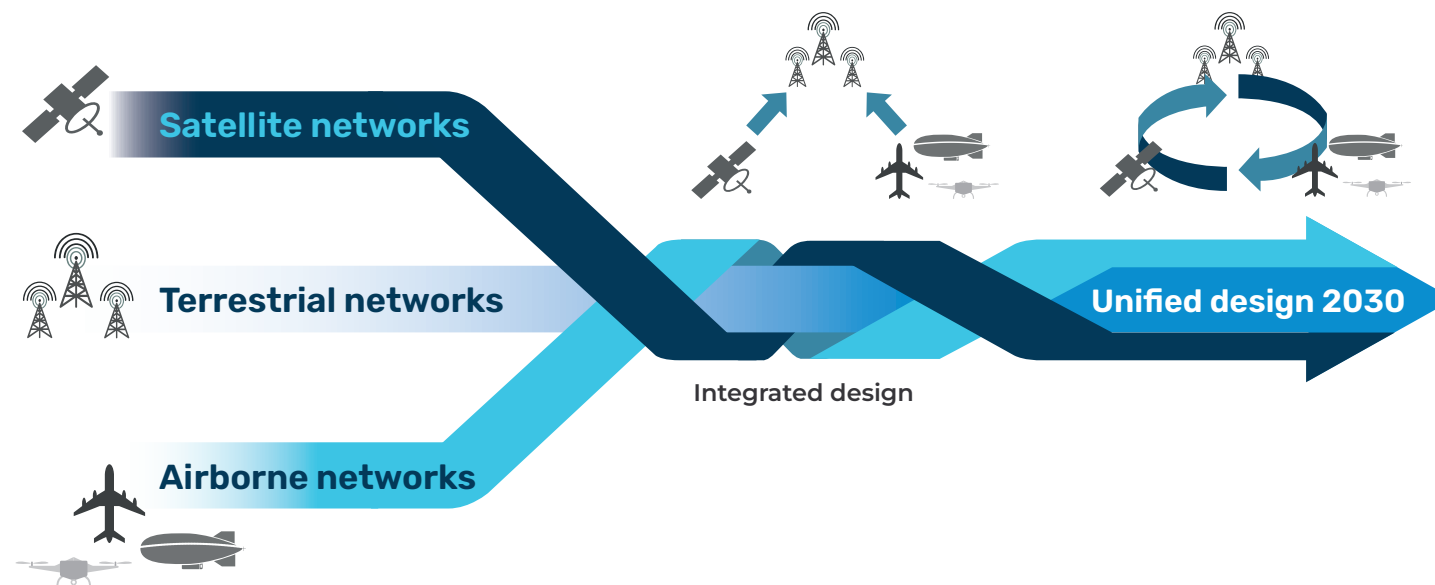 Satellite networks
Terrestrial networks
Airborne networks
Integrated design
Unified design 2030